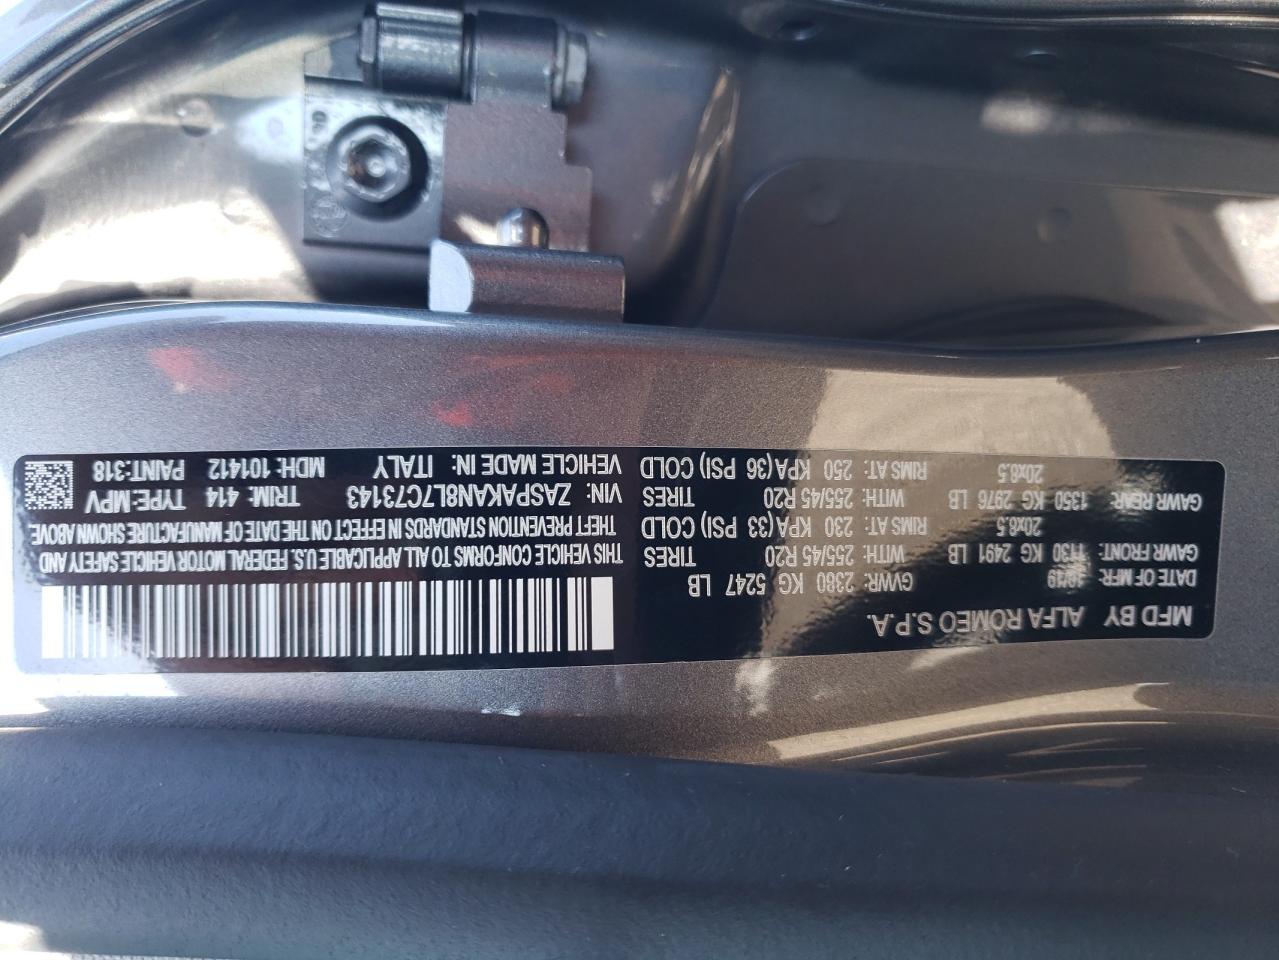 MFD BY ALFA ROMEO S.P.A.
DATE OF MFR: 10/19 GVWR: 2380 KG 5247 LB
GAWR FRONT: 1130 KG 2491 LB WITH: 255/45 R20 TIRES
20x8.5 RIMS AT: 230 KPA(33 PSI) COLD
GAWR REAR: 1350 KG 2976 LB WITH: 255/45 R20 TIRES
20x8.5 RIMS AT: 250 KPA(36 PSI) COLD
THIS VEHICLE CONFORMS TO ALL APPLICABLE U.S. FEDERAL MOTOR VEHICLE SAFETY AND
THEFT PREVENTION STANDARDS IN EFFECT ON THE DATE OF MANUFACTURE SHOWN ABOVE.
VIN: ZASPAKAN8L7C73143 TRIM: 414 TYPE: MPV
VEHICLE MADE IN: ITALY MDH: 101412 PAINT:318